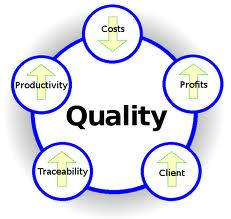 Costs
Productivity
Profits
Quality
Traceability
Client